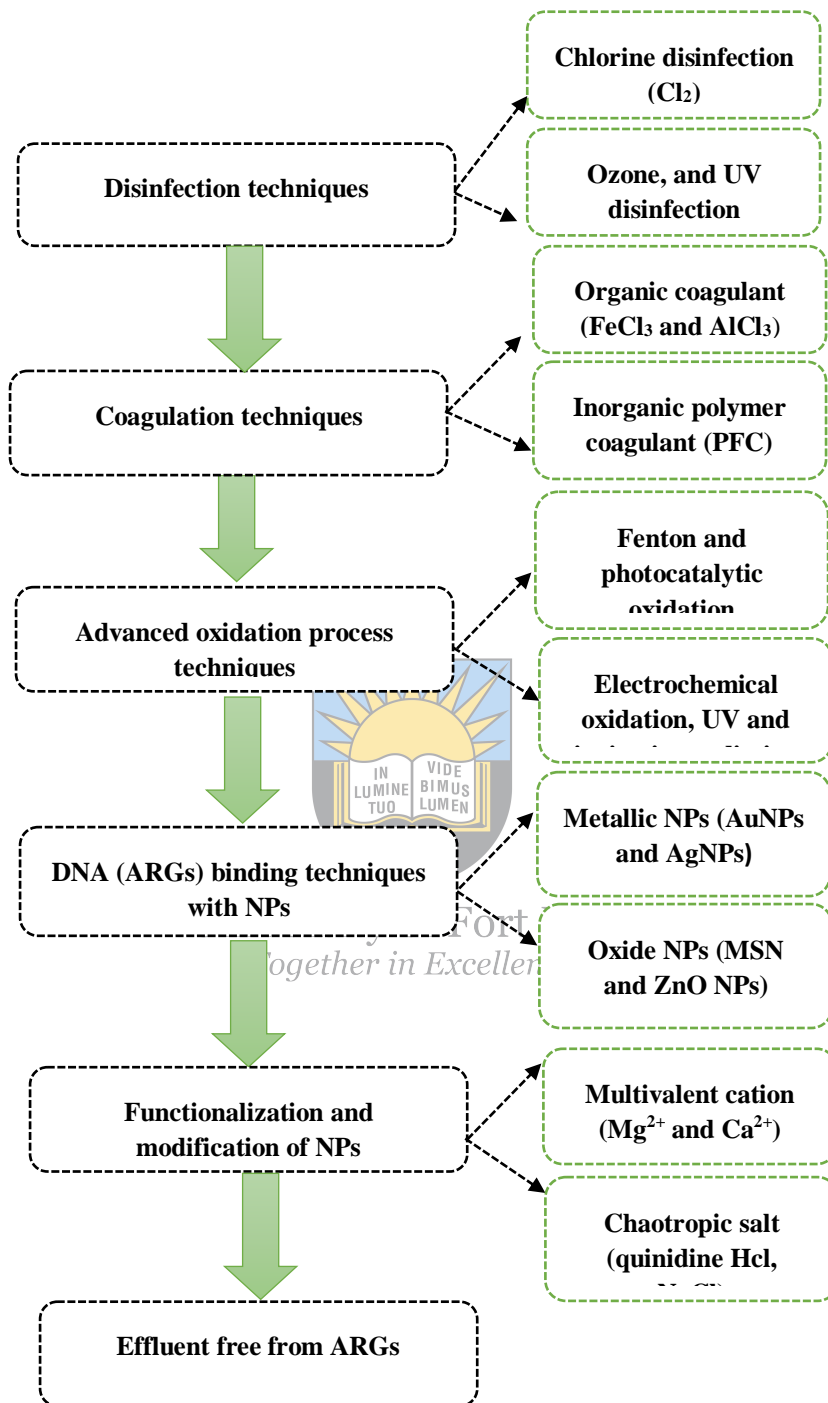 Chlorine disinfection
(Cl₂)
Disinfection techniques
Ozone, and UV
disinfection
Organic coagulant
(FeCl₃ and AlCl₃)
Coagulation techniques
Inorganic polymer
coagulant (PFC)
Fenton and
photocatalytic
oxidation
Advanced oxidation process
techniques
Electrochemical
oxidation, UV and
IN
LUMINE
TUO
VIDE
BIMUS
LUMEN
Metallic NPs (AuNPs
and AgNPs)
DNA (ARGs) binding techniques
with NPs
Fort
Together in Excellen
Oxide NPs (MSN
and ZnO NPs)
Multivalent cation
(Mg²⁺ and Ca²⁺)
Functionalization and
modification of NPs
Chaotropic salt
(quinidine Hcl,
Effluent free from ARGs